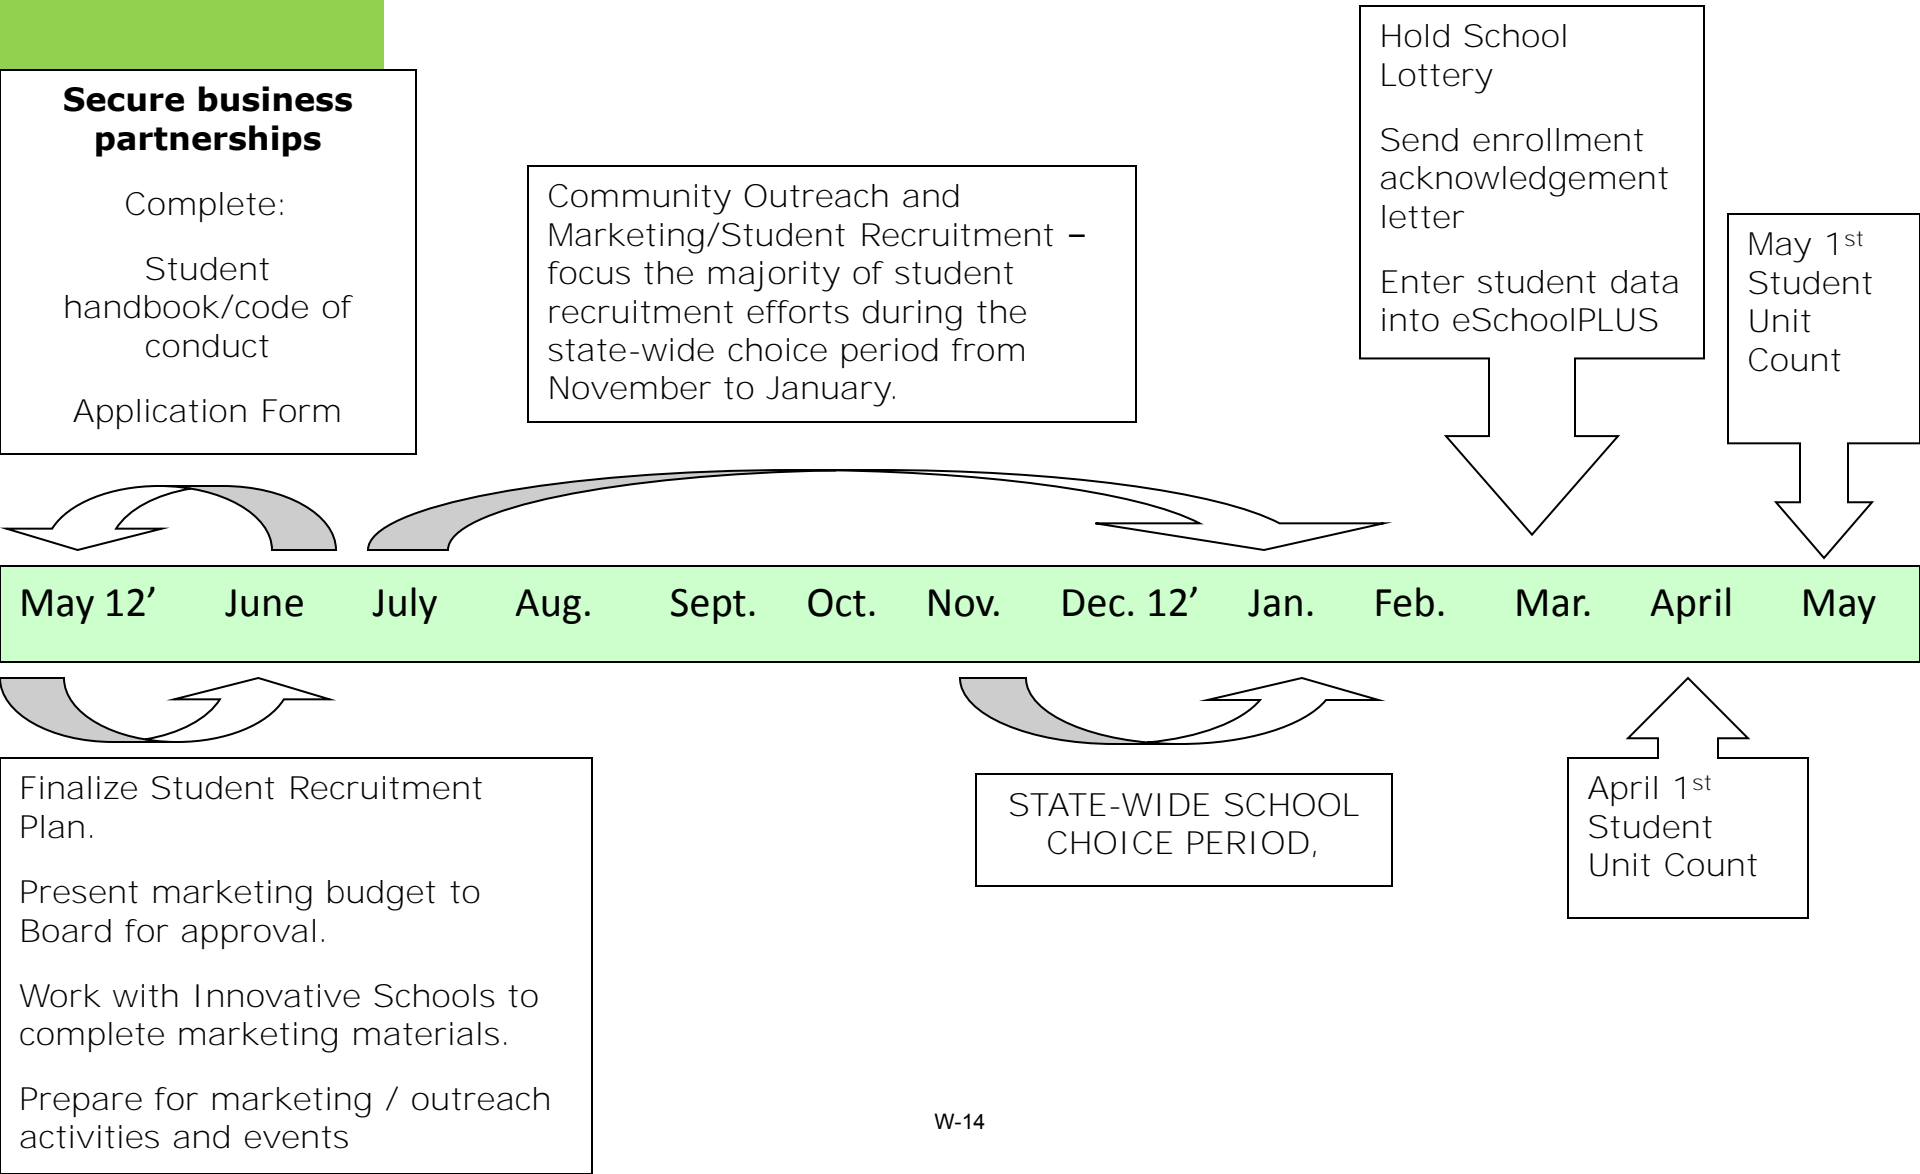 Secure business
partnerships
Complete:
Student
handbook/code of
conduct
Application Form
Community Outreach and
Marketing/Student Recruitment –
focus the majority of student
recruitment efforts during the
state-wide choice period from
November to January.
Hold School
Lottery
Send enrollment
acknowledgement
letter
Enter student data
into eSchoolPLUS
May 1st
Student
Unit
Count
May 12’ June July Aug. Sept. Oct. Nov. Dec. 12’ Jan. Feb. Mar. April May
Finalize Student Recruitment
Plan.
Present marketing budget to
Board for approval.
Work with Innovative Schools to
complete marketing materials.
Prepare for marketing / outreach
activities and events
STATE-WIDE SCHOOL
CHOICE PERIOD,
April 1st
Student
Unit Count
W-14